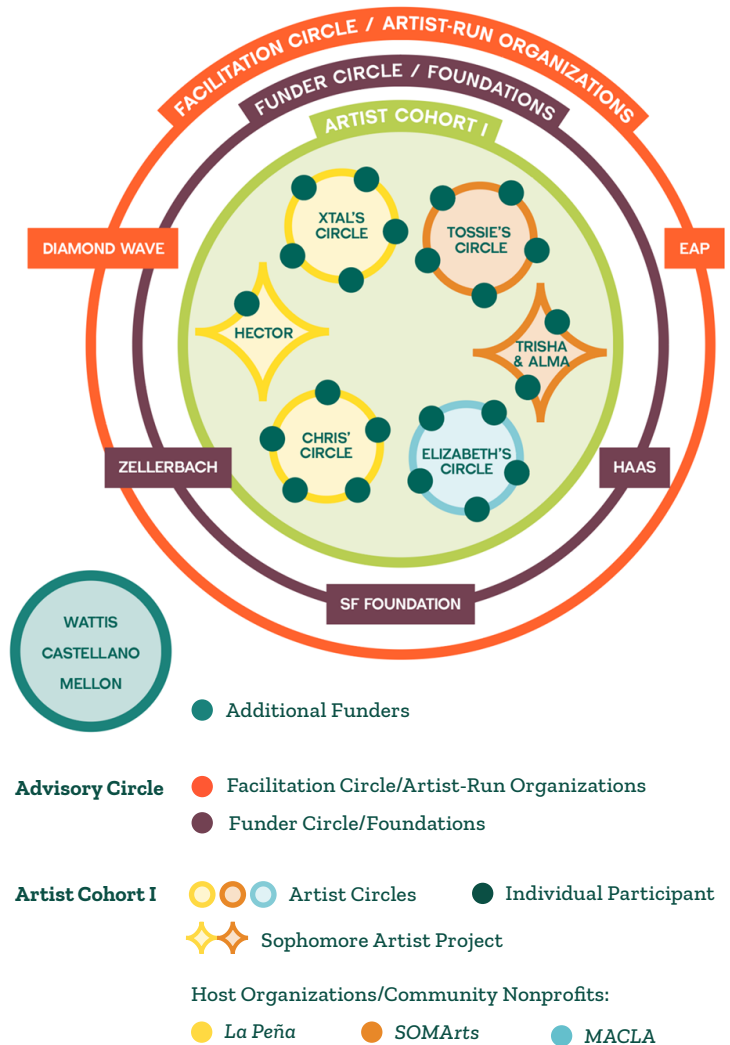 FACILITATION CIRCLE / ARTIST-RUN ORGANIZATIONS
FUNDER CIRCLE / FOUNDATIONS
ARTIST COHORT I
XTAL'S
CIRCLE
TOSSIE'S
CIRCLE
DIAMOND WAVE
EAP
HECTOR
TRISHA
& ALMA
CHRIS'
CIRCLE
ELIZABETH'S
CIRCLE
ZELLERBACH
HAAS
SF FOUNDATION
WATTIS
CASTELLANO
MELLON
Additional Funders
Advisory Circle
Facilitation Circle/Artist-Run Organizations
Funder Circle/Foundations
Artist Cohort I
Artist Circles
Individual Participant
Sophomore Artist Project
Host Organizations/Community Nonprofits:
La Peña
SOMArts
MACLA